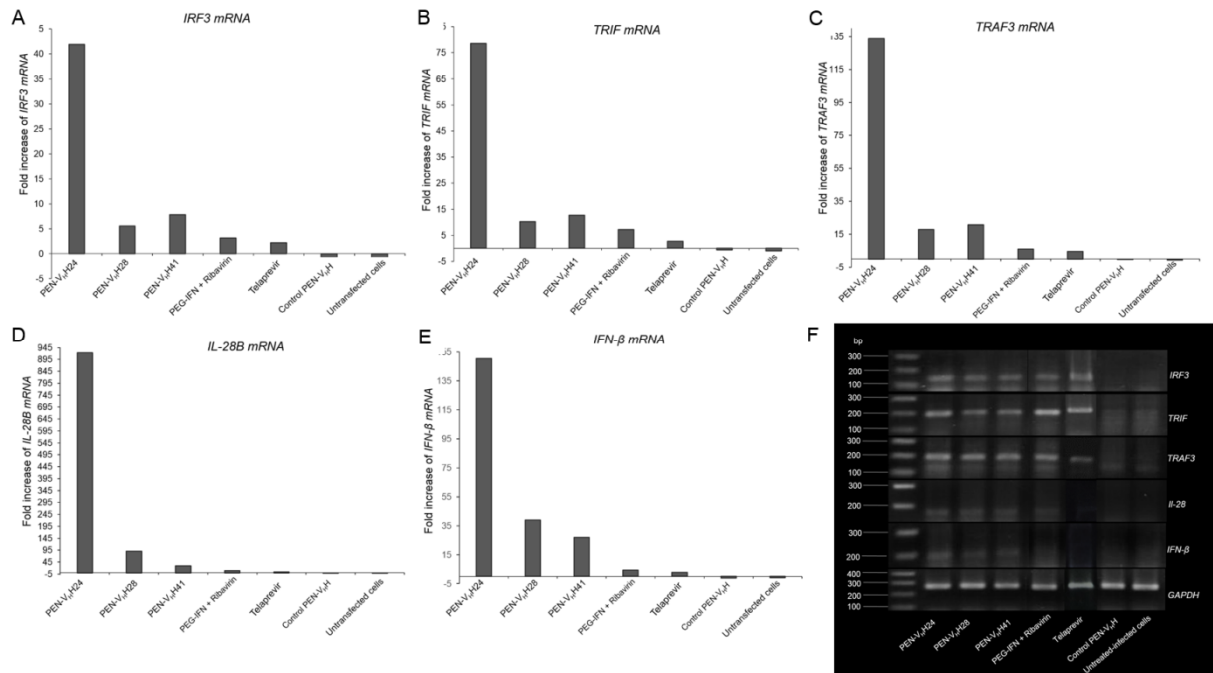 A
IRF3 mRNA
Fold increase of IRF3 mRNA
45
40
35
30
25
20
15
10
5
0
5
PEN-VHH24
PEN-VHH28
PEN-VHH41
PEG-IFN + Ribavirin
Telaprevir
Control PEN-VHH
Untransfected cells
B
TRIF mRNA
Fold increase of TRIF mRNA
85
75
65
55
45
35
25
15
5
5
PEN-VHH24
PEN-VHH28
PEN-VHH41
PEG-IFN + Ribavirin
Telaprevir
Control PEN-VHH
Untransfected cells
C
TRAF3 mRNA
Fold increase of TRAF3 mRNA
135
115
95
75
55
35
15
-5
PEN-VHH24
PEN-VHH28
PEN-VHH41
PEG-IFN + Ribavirin
Telaprevir
Control PEN-VHH
Untransfected cells
D
IL-28B mRNA
Fold increase of IL-28B mRNA
945
895
845
795
745
695
645
595
545
495
445
395
345
295
245
195
145
95
45
-5
PEN-VHH24
PEN-VHH28
PEN-VHH41
PEG-IFN + Ribavirin
Telaprevir
Control PEN-VHH
Untransfected cells
E
IFN-β mRNA
Fold increase of IFN-β mRNA
155
135
115
95
75
55
35
15
-5
PEN-VHH24
PEN-VHH28
PEN-VHH41
PEG-IFN + Ribavirin
Telaprevir
Control PEN-VHH
Untransfected cells
F
bp
300
200
100
IRF3
300
200
100
TRIF
300
200
100
TRAF3
300
200
Il-28
300
200
IFN-β
400
300
200
100
GAPDH
PEN-VHH24
PEN-VHH28
PEN-VHH41
PEG-IFN + Ribavirin
Telaprevir
Control PEN-VHH
Untreated-infected cells